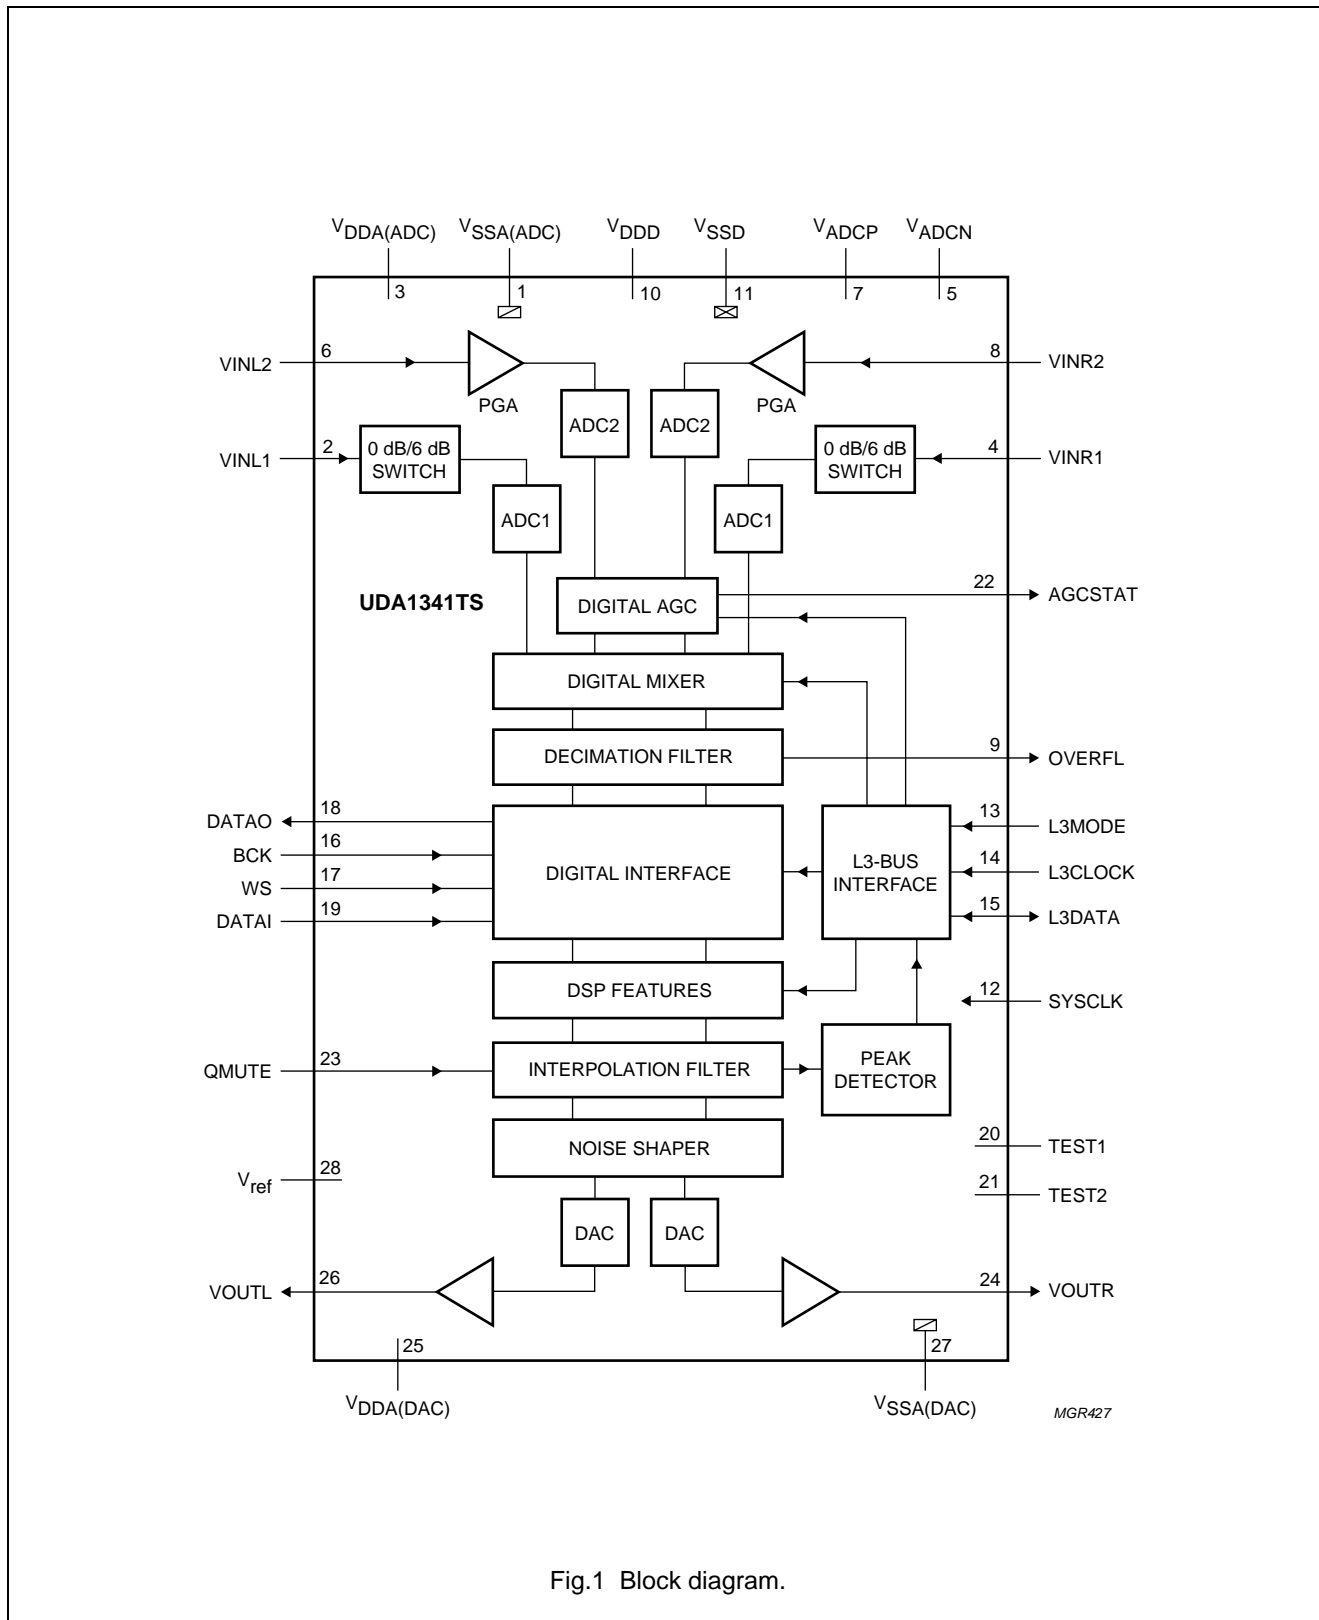 VDDA(ADC) VSSA(ADC) VDDD VSSD VADCP VADCN
3 1 10 11 7 5
VINL2 6 8 VINR2
PGA PGA
ADC2 ADC2
VINL1 2 0 dB/6 dB 0 dB/6 dB 4 VINR1
SWITCH SWITCH
ADC1 ADC1
UDA1341TS DIGITAL AGC 22 AGCSTAT
DIGITAL MIXER
DECIMATION FILTER 9 OVERFL
DATAO 18 13 L3MODE
BCK 16
DIGITAL INTERFACE L3-BUS 14 L3CLOCK
INTERFACE
WS 17
DATAI 19 15 L3DATA
DSP FEATURES 12 SYSCLK
QMUTE 23 INTERPOLATION FILTER PEAK
DETECTOR
NOISE SHAPER 20 TEST1
Vref 28 21 TEST2
DAC DAC
VOUTL 26 24 VOUTR
25 27
VDDA(DAC) VSSA(DAC) MGR427
Fig.1 Block diagram.